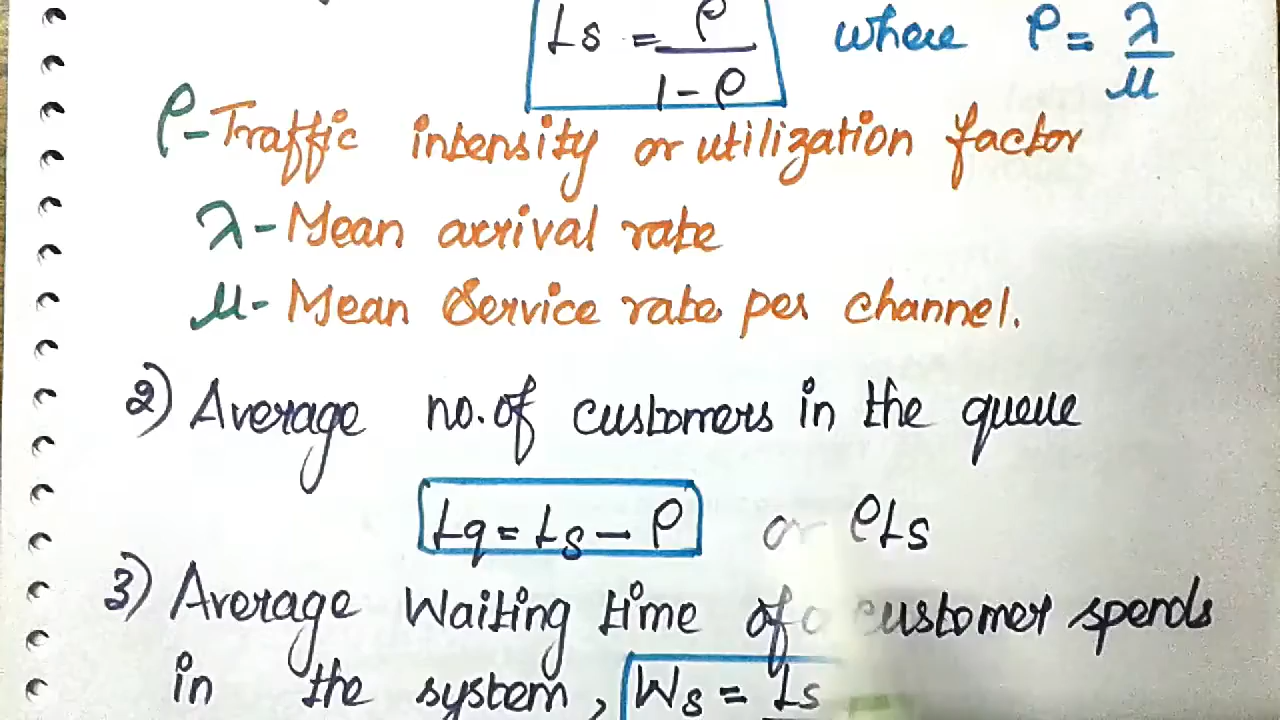 Ls = ρ / 1 - ρ where ρ = λ / μ
ρ - Traffic intensity or utilization factor
λ - Mean arrival rate
μ - Mean Service rate per channel.
2) Average no. of customers in the queue
Lq = Ls - ρ or ρLs
3) Average Waiting time of customer spends
in the system, Ws = Ls